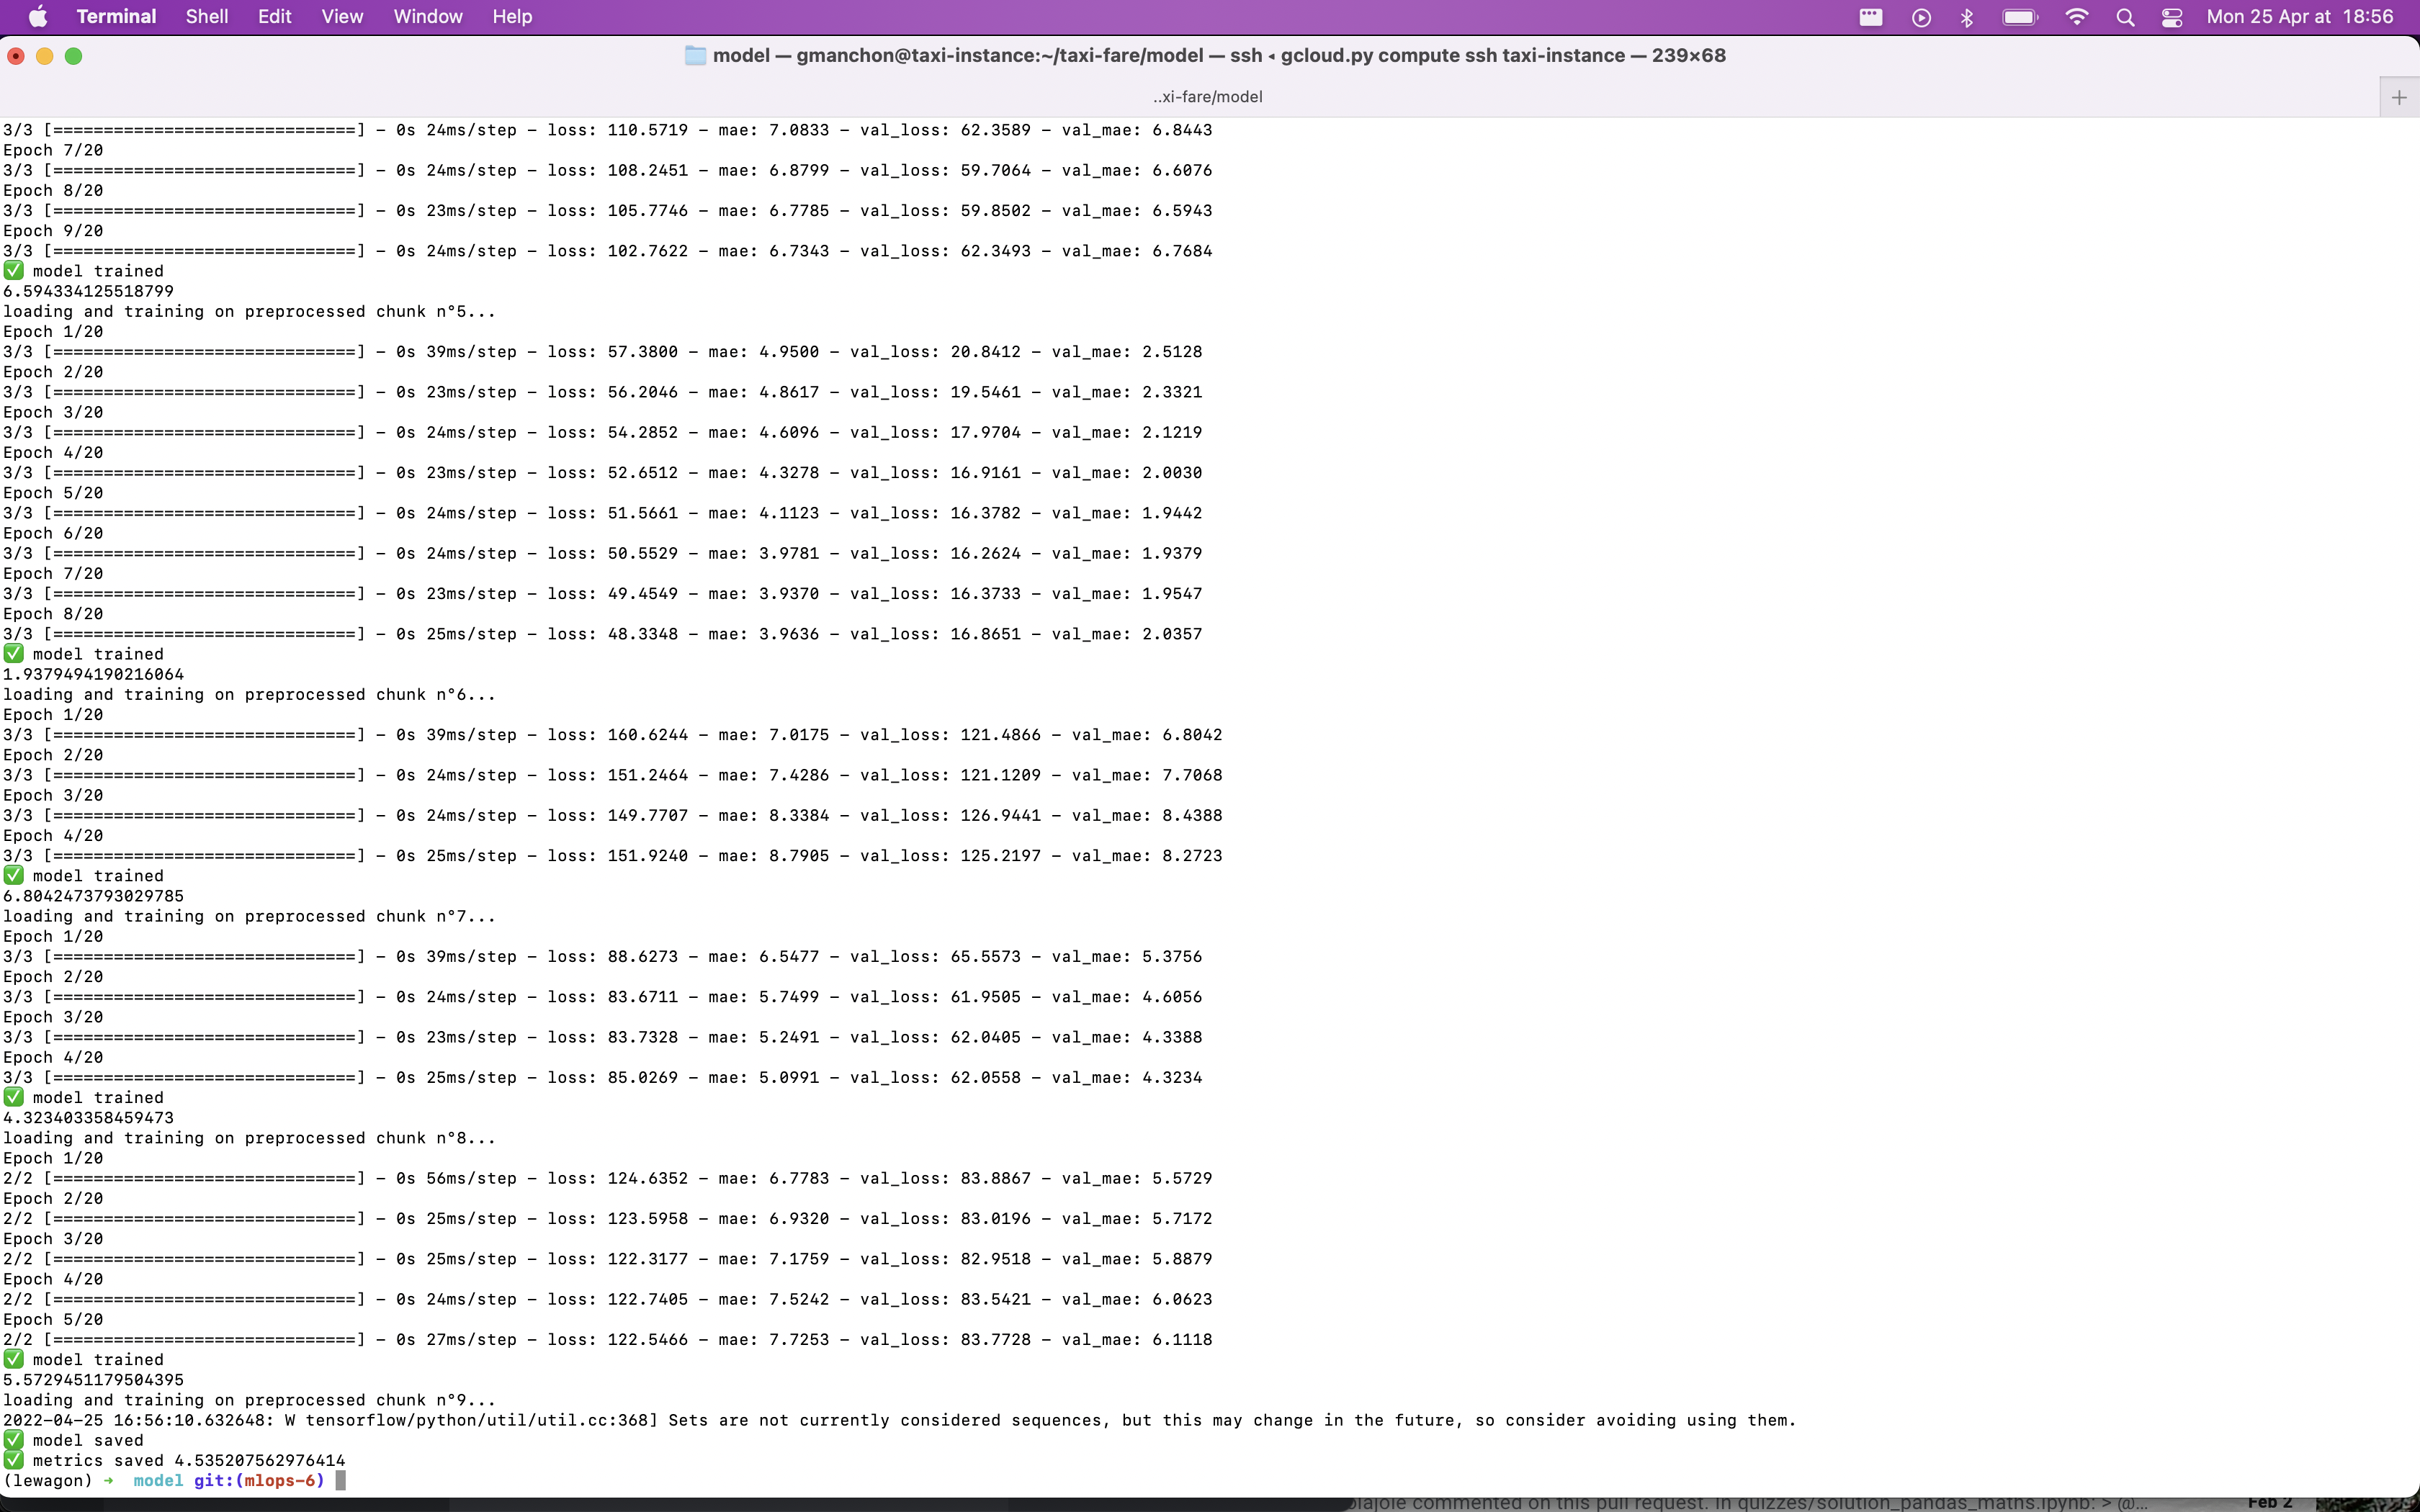 Terminal Shell Edit View Window Help Mon 25 Apr at 18:56
model — gmanchon@taxi-instance:~/taxi-fare/model — ssh ◂ gcloud.py compute ssh taxi-instance — 239×68
..xi-fare/model
3/3 [==============================] - 0s 24ms/step - loss: 110.5719 - mae: 7.0833 - val_loss: 62.3589 - val_mae: 6.8443
Epoch 7/20
3/3 [==============================] - 0s 24ms/step - loss: 108.2451 - mae: 6.8799 - val_loss: 59.7064 - val_mae: 6.6076
Epoch 8/20
3/3 [==============================] - 0s 23ms/step - loss: 105.7746 - mae: 6.7785 - val_loss: 59.8502 - val_mae: 6.5943
Epoch 9/20
3/3 [==============================] - 0s 24ms/step - loss: 102.7622 - mae: 6.7343 - val_loss: 62.3493 - val_mae: 6.7684
✅ model trained
6.594334125518799
loading and training on preprocessed chunk n°5...
Epoch 1/20
3/3 [==============================] - 0s 39ms/step - loss: 57.3800 - mae: 4.9500 - val_loss: 20.8412 - val_mae: 2.5128
Epoch 2/20
3/3 [==============================] - 0s 23ms/step - loss: 56.2046 - mae: 4.8617 - val_loss: 19.5461 - val_mae: 2.3321
Epoch 3/20
3/3 [==============================] - 0s 24ms/step - loss: 54.2852 - mae: 4.6096 - val_loss: 17.9704 - val_mae: 2.1219
Epoch 4/20
3/3 [==============================] - 0s 23ms/step - loss: 52.6512 - mae: 4.3278 - val_loss: 16.9161 - val_mae: 2.0030
Epoch 5/20
3/3 [==============================] - 0s 24ms/step - loss: 51.5661 - mae: 4.1123 - val_loss: 16.3782 - val_mae: 1.9442
Epoch 6/20
3/3 [==============================] - 0s 24ms/step - loss: 50.5529 - mae: 3.9781 - val_loss: 16.2624 - val_mae: 1.9379
Epoch 7/20
3/3 [==============================] - 0s 23ms/step - loss: 49.4549 - mae: 3.9370 - val_loss: 16.3733 - val_mae: 1.9547
Epoch 8/20
3/3 [==============================] - 0s 25ms/step - loss: 48.3348 - mae: 3.9636 - val_loss: 16.8651 - val_mae: 2.0357
✅ model trained
1.9379494190216064
loading and training on preprocessed chunk n°6...
Epoch 1/20
3/3 [==============================] - 0s 39ms/step - loss: 160.6244 - mae: 7.0175 - val_loss: 121.4866 - val_mae: 6.8042
Epoch 2/20
3/3 [==============================] - 0s 24ms/step - loss: 151.2464 - mae: 7.4286 - val_loss: 121.1209 - val_mae: 7.7068
Epoch 3/20
3/3 [==============================] - 0s 24ms/step - loss: 149.7707 - mae: 8.3384 - val_loss: 126.9441 - val_mae: 8.4388
Epoch 4/20
3/3 [==============================] - 0s 25ms/step - loss: 151.9240 - mae: 8.7905 - val_loss: 125.2197 - val_mae: 8.2723
✅ model trained
6.8042473793029785
loading and training on preprocessed chunk n°7...
Epoch 1/20
3/3 [==============================] - 0s 39ms/step - loss: 88.6273 - mae: 6.5477 - val_loss: 65.5573 - val_mae: 5.3756
Epoch 2/20
3/3 [==============================] - 0s 24ms/step - loss: 83.6711 - mae: 5.7499 - val_loss: 61.9505 - val_mae: 4.6056
Epoch 3/20
3/3 [==============================] - 0s 23ms/step - loss: 83.7328 - mae: 5.2491 - val_loss: 62.0405 - val_mae: 4.3388
Epoch 4/20
3/3 [==============================] - 0s 25ms/step - loss: 85.0269 - mae: 5.0991 - val_loss: 62.0558 - val_mae: 4.3234
✅ model trained
4.323403358459473
loading and training on preprocessed chunk n°8...
Epoch 1/20
2/2 [==============================] - 0s 56ms/step - loss: 124.6352 - mae: 6.7783 - val_loss: 83.8867 - val_mae: 5.5729
Epoch 2/20
2/2 [==============================] - 0s 25ms/step - loss: 123.5958 - mae: 6.9320 - val_loss: 83.0196 - val_mae: 5.7172
Epoch 3/20
2/2 [==============================] - 0s 25ms/step - loss: 122.3177 - mae: 7.1759 - val_loss: 82.9518 - val_mae: 5.8879
Epoch 4/20
2/2 [==============================] - 0s 24ms/step - loss: 122.7405 - mae: 7.5242 - val_loss: 83.5421 - val_mae: 6.0623
Epoch 5/20
2/2 [==============================] - 0s 27ms/step - loss: 122.5466 - mae: 7.7253 - val_loss: 83.7728 - val_mae: 6.1118
✅ model trained
5.5729451179504395
loading and training on preprocessed chunk n°9...
2022-04-25 16:56:10.632648: W tensorflow/python/util/util.cc:368] Sets are not currently considered sequences, but this may change in the future, so consider avoiding using them.
✅ model saved
✅ metrics saved 4.535207562976414
(lewagon) ➜ model git:(mlops-6)
commented on this pull request. In quizzes/solution_pandas_maths.ipynb: > @... Feb 2